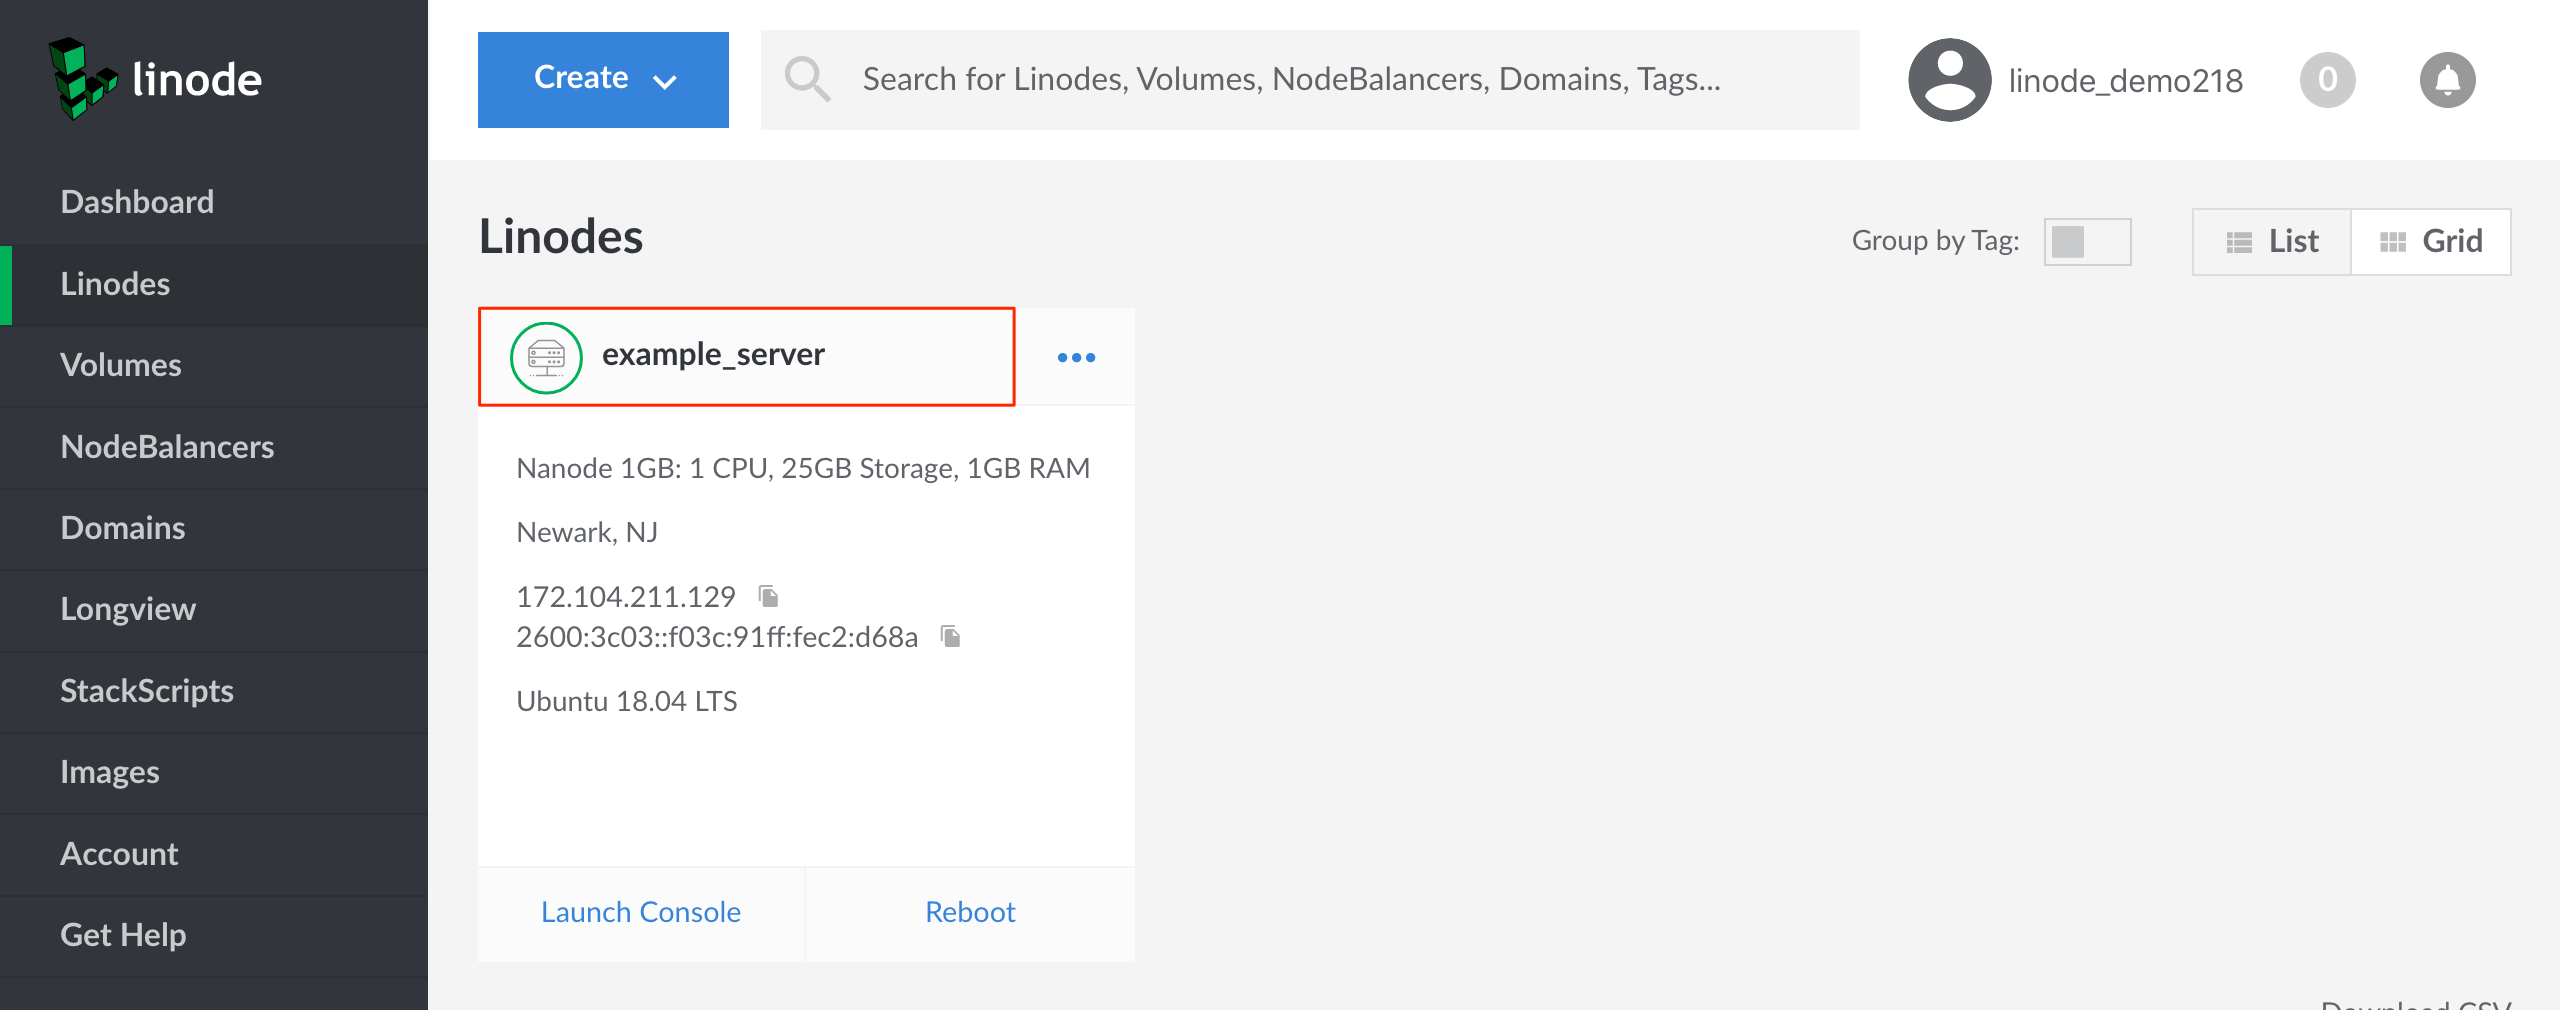 linode
Create
Search for Linodes, Volumes, NodeBalancers, Domains, Tags...
linode_demo218
0
Dashboard
Linodes
Volumes
NodeBalancers
Domains
Longview
StackScripts
Images
Account
Get Help
Linodes
Group by Tag:
List
Grid
example_server
Nanode 1GB: 1 CPU, 25GB Storage, 1GB RAM
Newark, NJ
172.104.211.129
2600:3c03::f03c:91ff:fec2:d68a
Ubuntu 18.04 LTS
Launch Console
Reboot
Download CSV